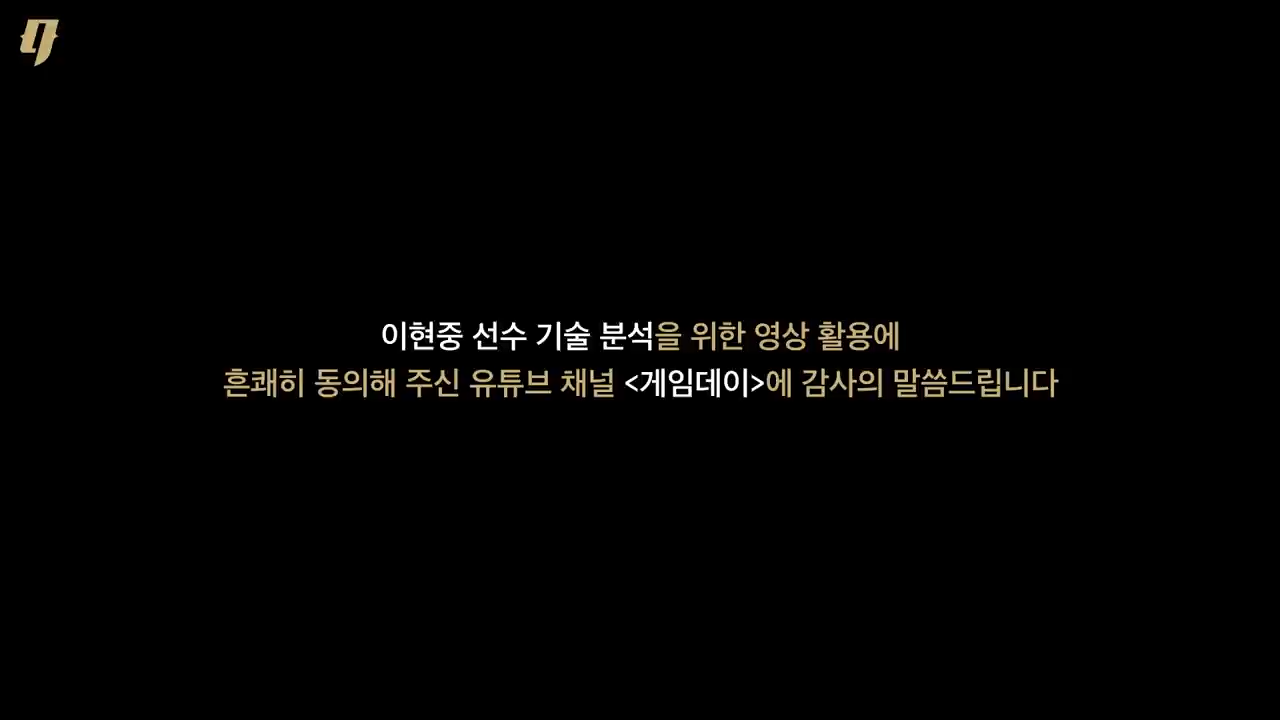 이현중 선수 기술 분석을 위한 영상 활용에
흔쾌히 동의해 주신 유튜브 채널 <게임데이>에 감사의 말씀드립니다